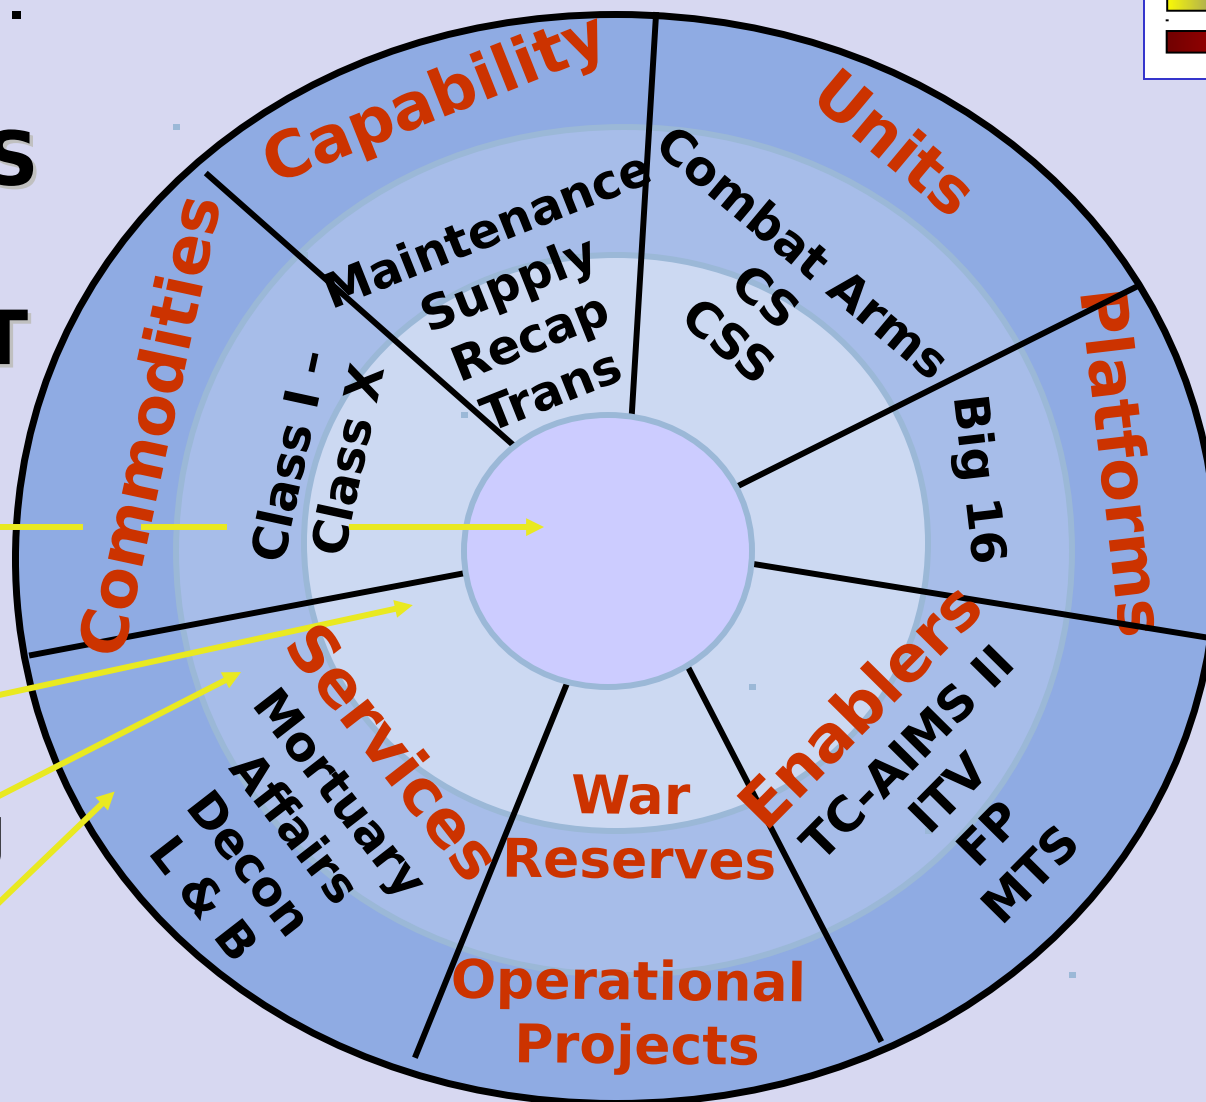 S
T
Capability
Maintenance
Supply
Recap
Trans
Units
Combat Arms
CS
CSS
Platforms
Big 16
Enablers
TC-AIMS II
ITV
FP
MTS
War
Reserves
Operational
Projects
Services
Mortuary
Affairs
Decon
L & B
Commodities
Class I -
Class X